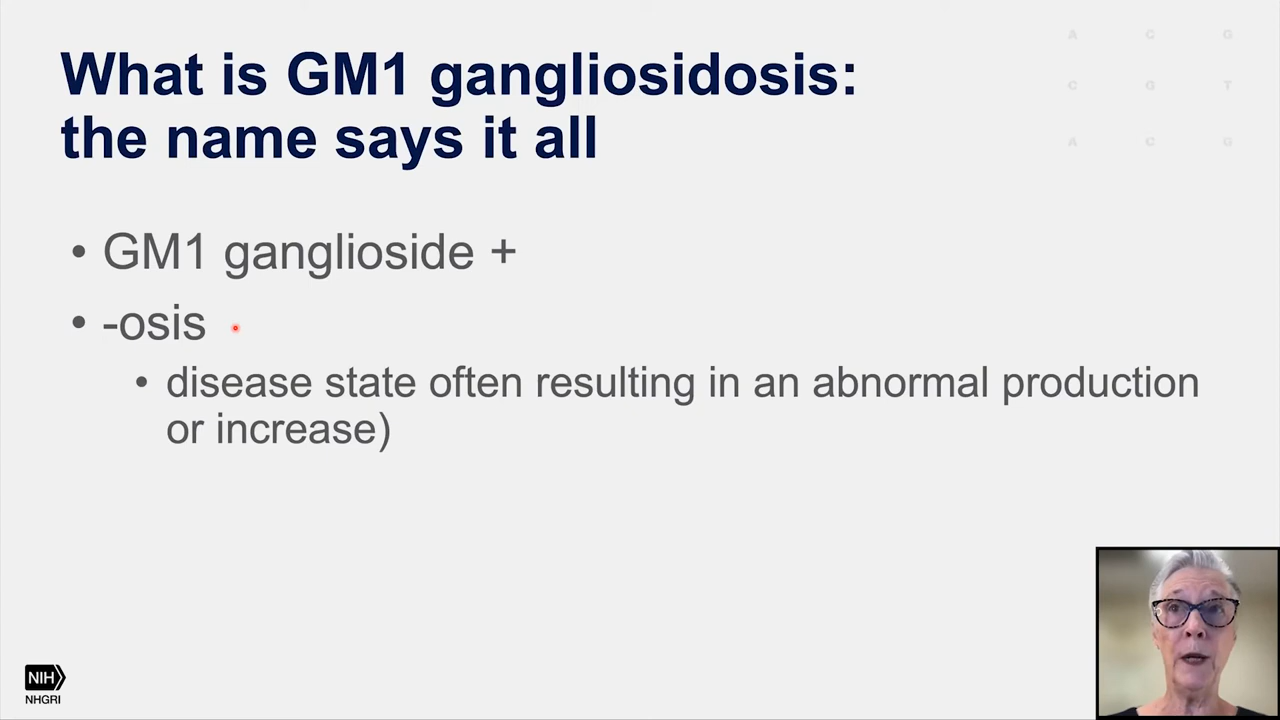 What is GM1 gangliosidosis:
the name says it all
A C G
C G T
A C G
• GM1 ganglioside +
• -osis
• disease state often resulting in an abnormal production
or increase)
NIH
NHGRI